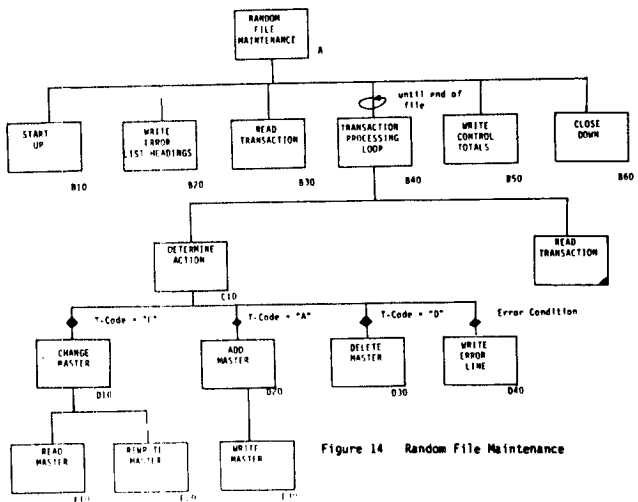 RANDOM
FILE
MAINTENANCE
A
until end of
file
START
UP
B10
WRITE
ERROR
LIST HEADINGS
B20
READ
TRANSACTION
B30
TRANSACTION
PROCESSING
LOOP
B40
WRITE
CONTROL
TOTALS
B50
CLOSE
DOWN
B60
DETERMINE
ACTION
C10
READ
TRANSACTION
T-Code = "C"
T-Code = "A"
T-Code = "D"
Error Condition
CHANGE
MASTER
D10
ADD
MASTER
D20
DELETE
MASTER
D30
WRITE
ERROR
LINE
D40
READ
MASTER
REWRITE
MASTER
WRITE
MASTER
Figure 14 Random File Maintenance